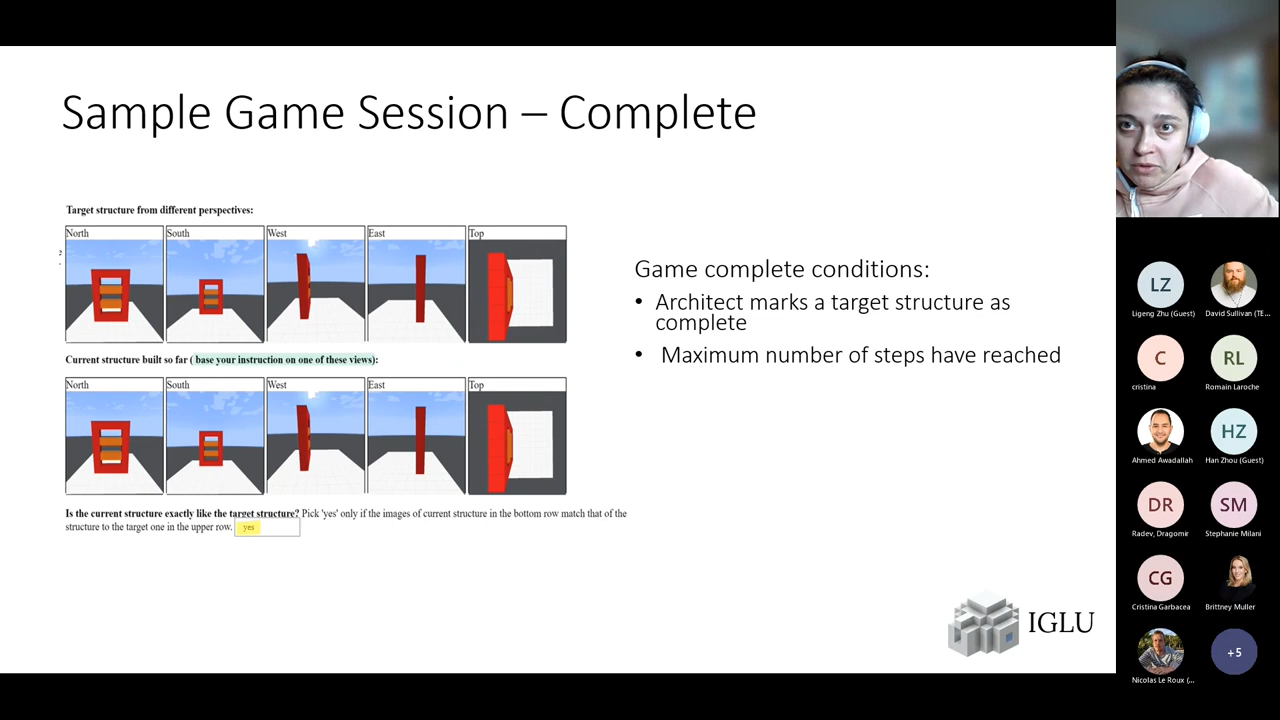 Sample Game Session – Complete
Target structure from different perspectives:
North
South
West
East
Top
Current structure built so far ( base your instruction on one of these views):
North
South
West
East
Top
Is the current structure exactly like the target structure? Pick 'yes' only if the images of current structure in the bottom row match that of the
structure to the target one in the upper row.
yes
Game complete conditions:
• Architect marks a target structure as
complete
• Maximum number of steps have reached
IGLU
LZ
Ligeng Zhu (Guest)
David Sullivan (TE...
C
cristina
RL
Romain Laroche
Ahmed Awadallah
HZ
Han Zhou (Guest)
DR
Radev, Dragomir
SM
Stephanie Milani
CG
Cristina Garbacea
Brittney Muller
Nicolas Le Roux (...
+5